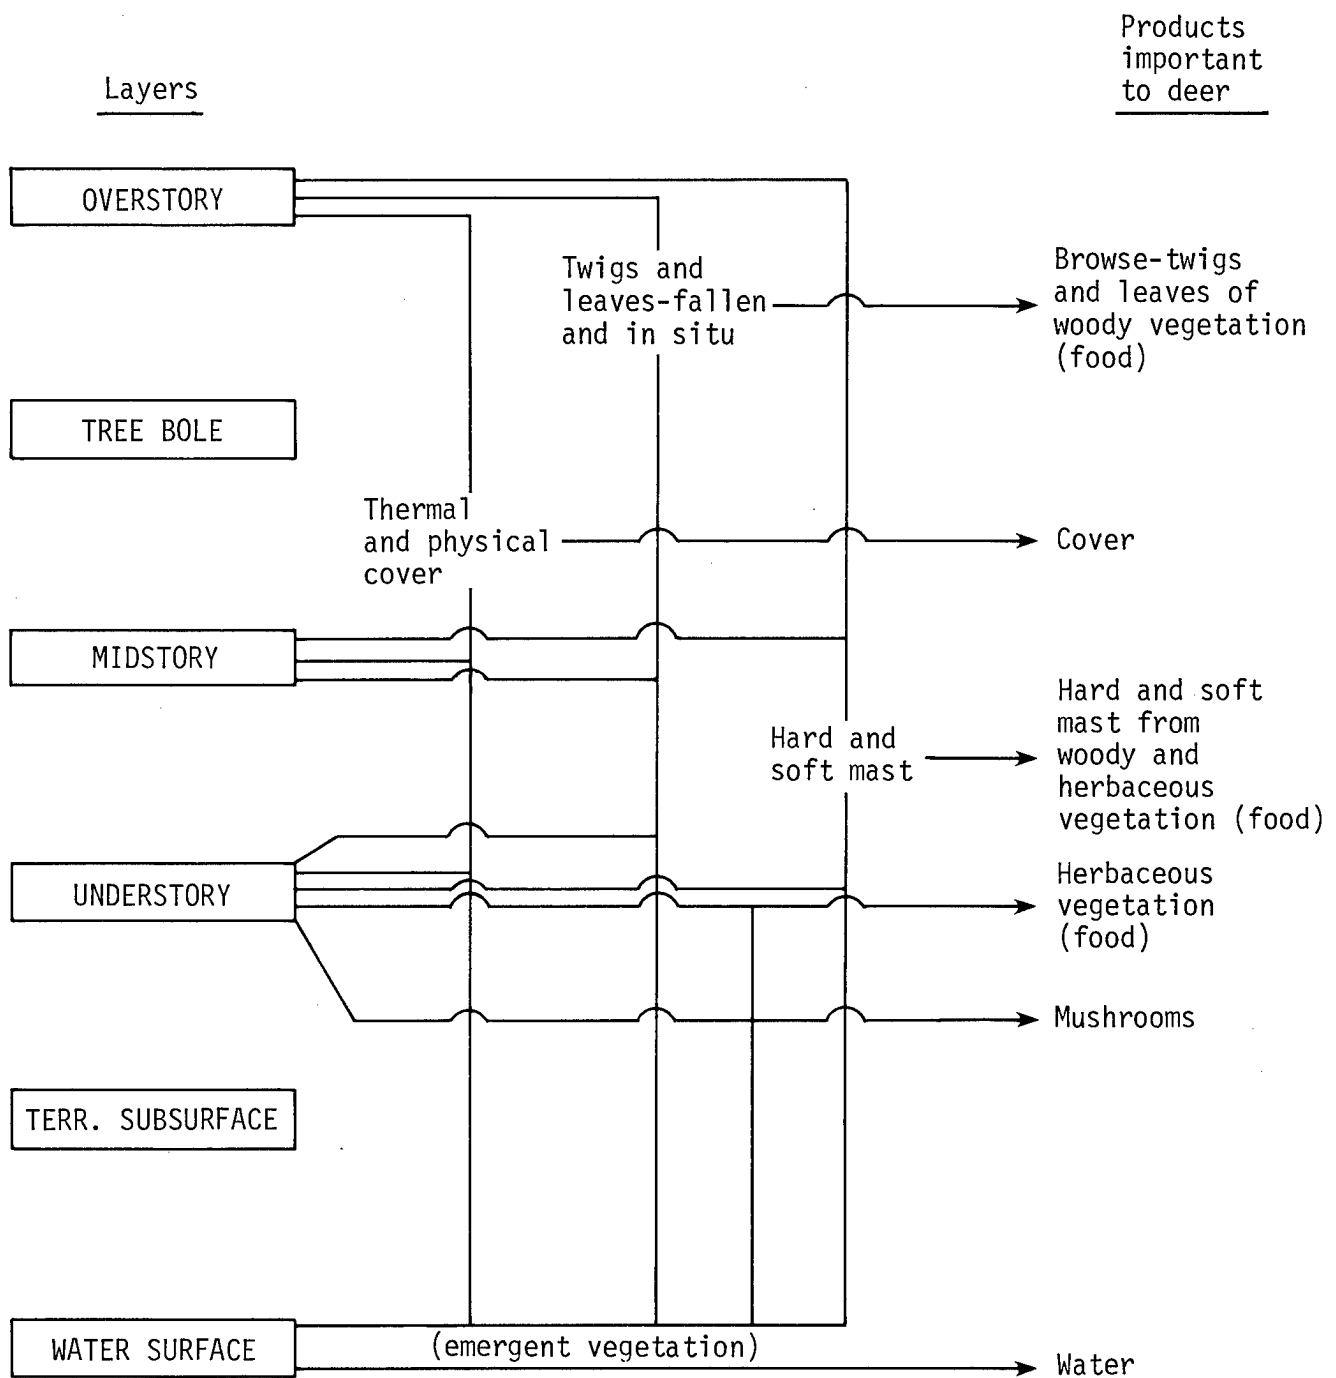 Layers
Products
important
to deer
OVERSTORY
Twigs and
leaves-fallen
and in situ
Browse-twigs
and leaves of
woody vegetation
(food)
TREE BOLE
Thermal
and physical
cover
Cover
MIDSTORY
Hard and
soft mast
Hard and soft
mast from
woody and
herbaceous
vegetation (food)
UNDERSTORY
Herbaceous
vegetation
(food)
Mushrooms
TERR. SUBSURFACE
WATER SURFACE
(emergent vegetation)
Water